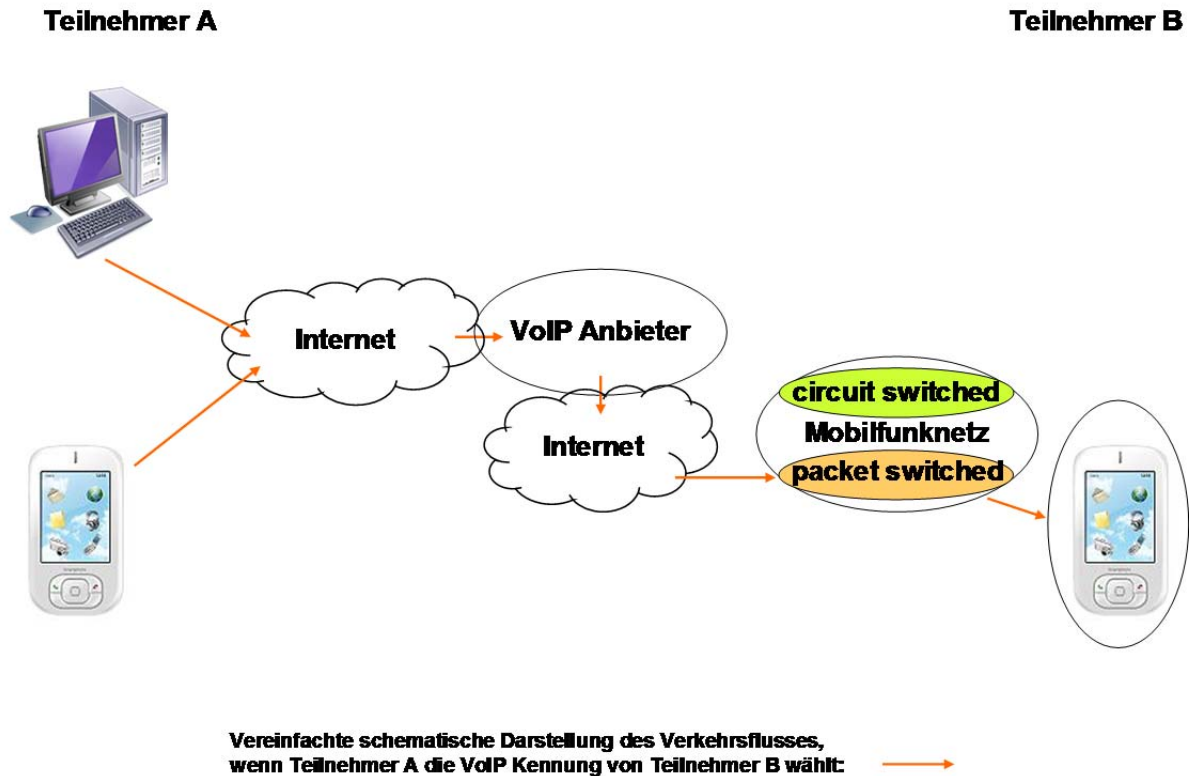 Teilnehmer A
Teilnehmer B
Internet
VoIP Anbieter
circuit switched
Mobilfunknetz
packet switched
Internet
Vereinfachte schematische Darstellung des Verkehrsflusses,
wenn Teilnehmer A die VoIP Kennung von Teilnehmer B wählt: